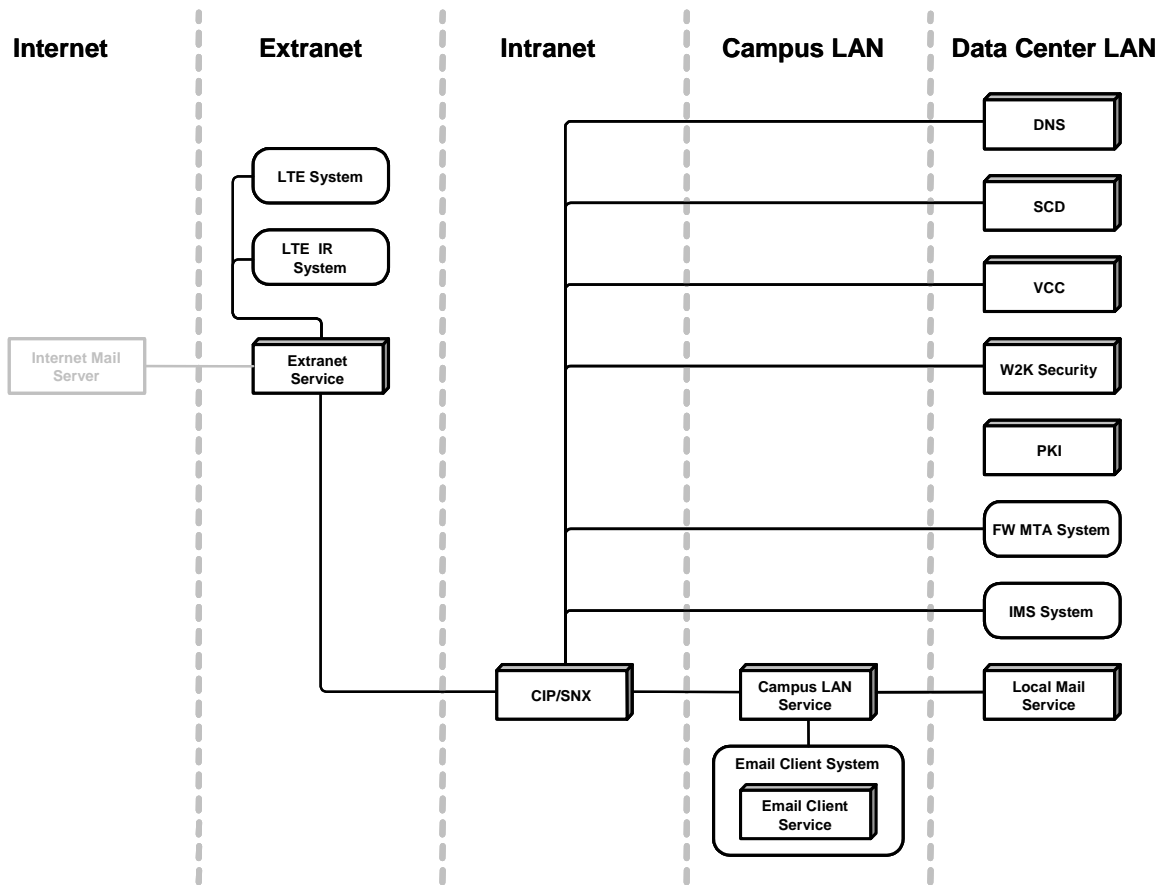 Internet
Extranet
Intranet
Campus LAN
Data Center LAN
DNS
LTE System
SCD
LTE IR
System
VCC
Internet Mail
Server
Extranet
Service
W2K Security
PKI
FW MTA System
IMS System
CIP/SNX
Campus LAN
Service
Local Mail
Service
Email Client System
Email Client
Service